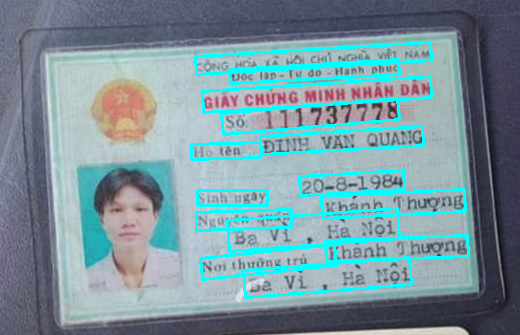 CỘNG HÒA XÃ HỘI CHỦ NGHĨA VIỆT NAM
Độc lập - Tự do - Hạnh phúc
GIẤY CHỨNG MINH NHÂN DÂN
Số 111737778
Họ tên ĐINH VĂN QUANG
Sinh ngày 20-8-1984
Nguyên quán Khánh Thượng
Ba Vì , Hà Nội
Nơi thường trú Khánh Thượng
Ba Vì , Hà Nội